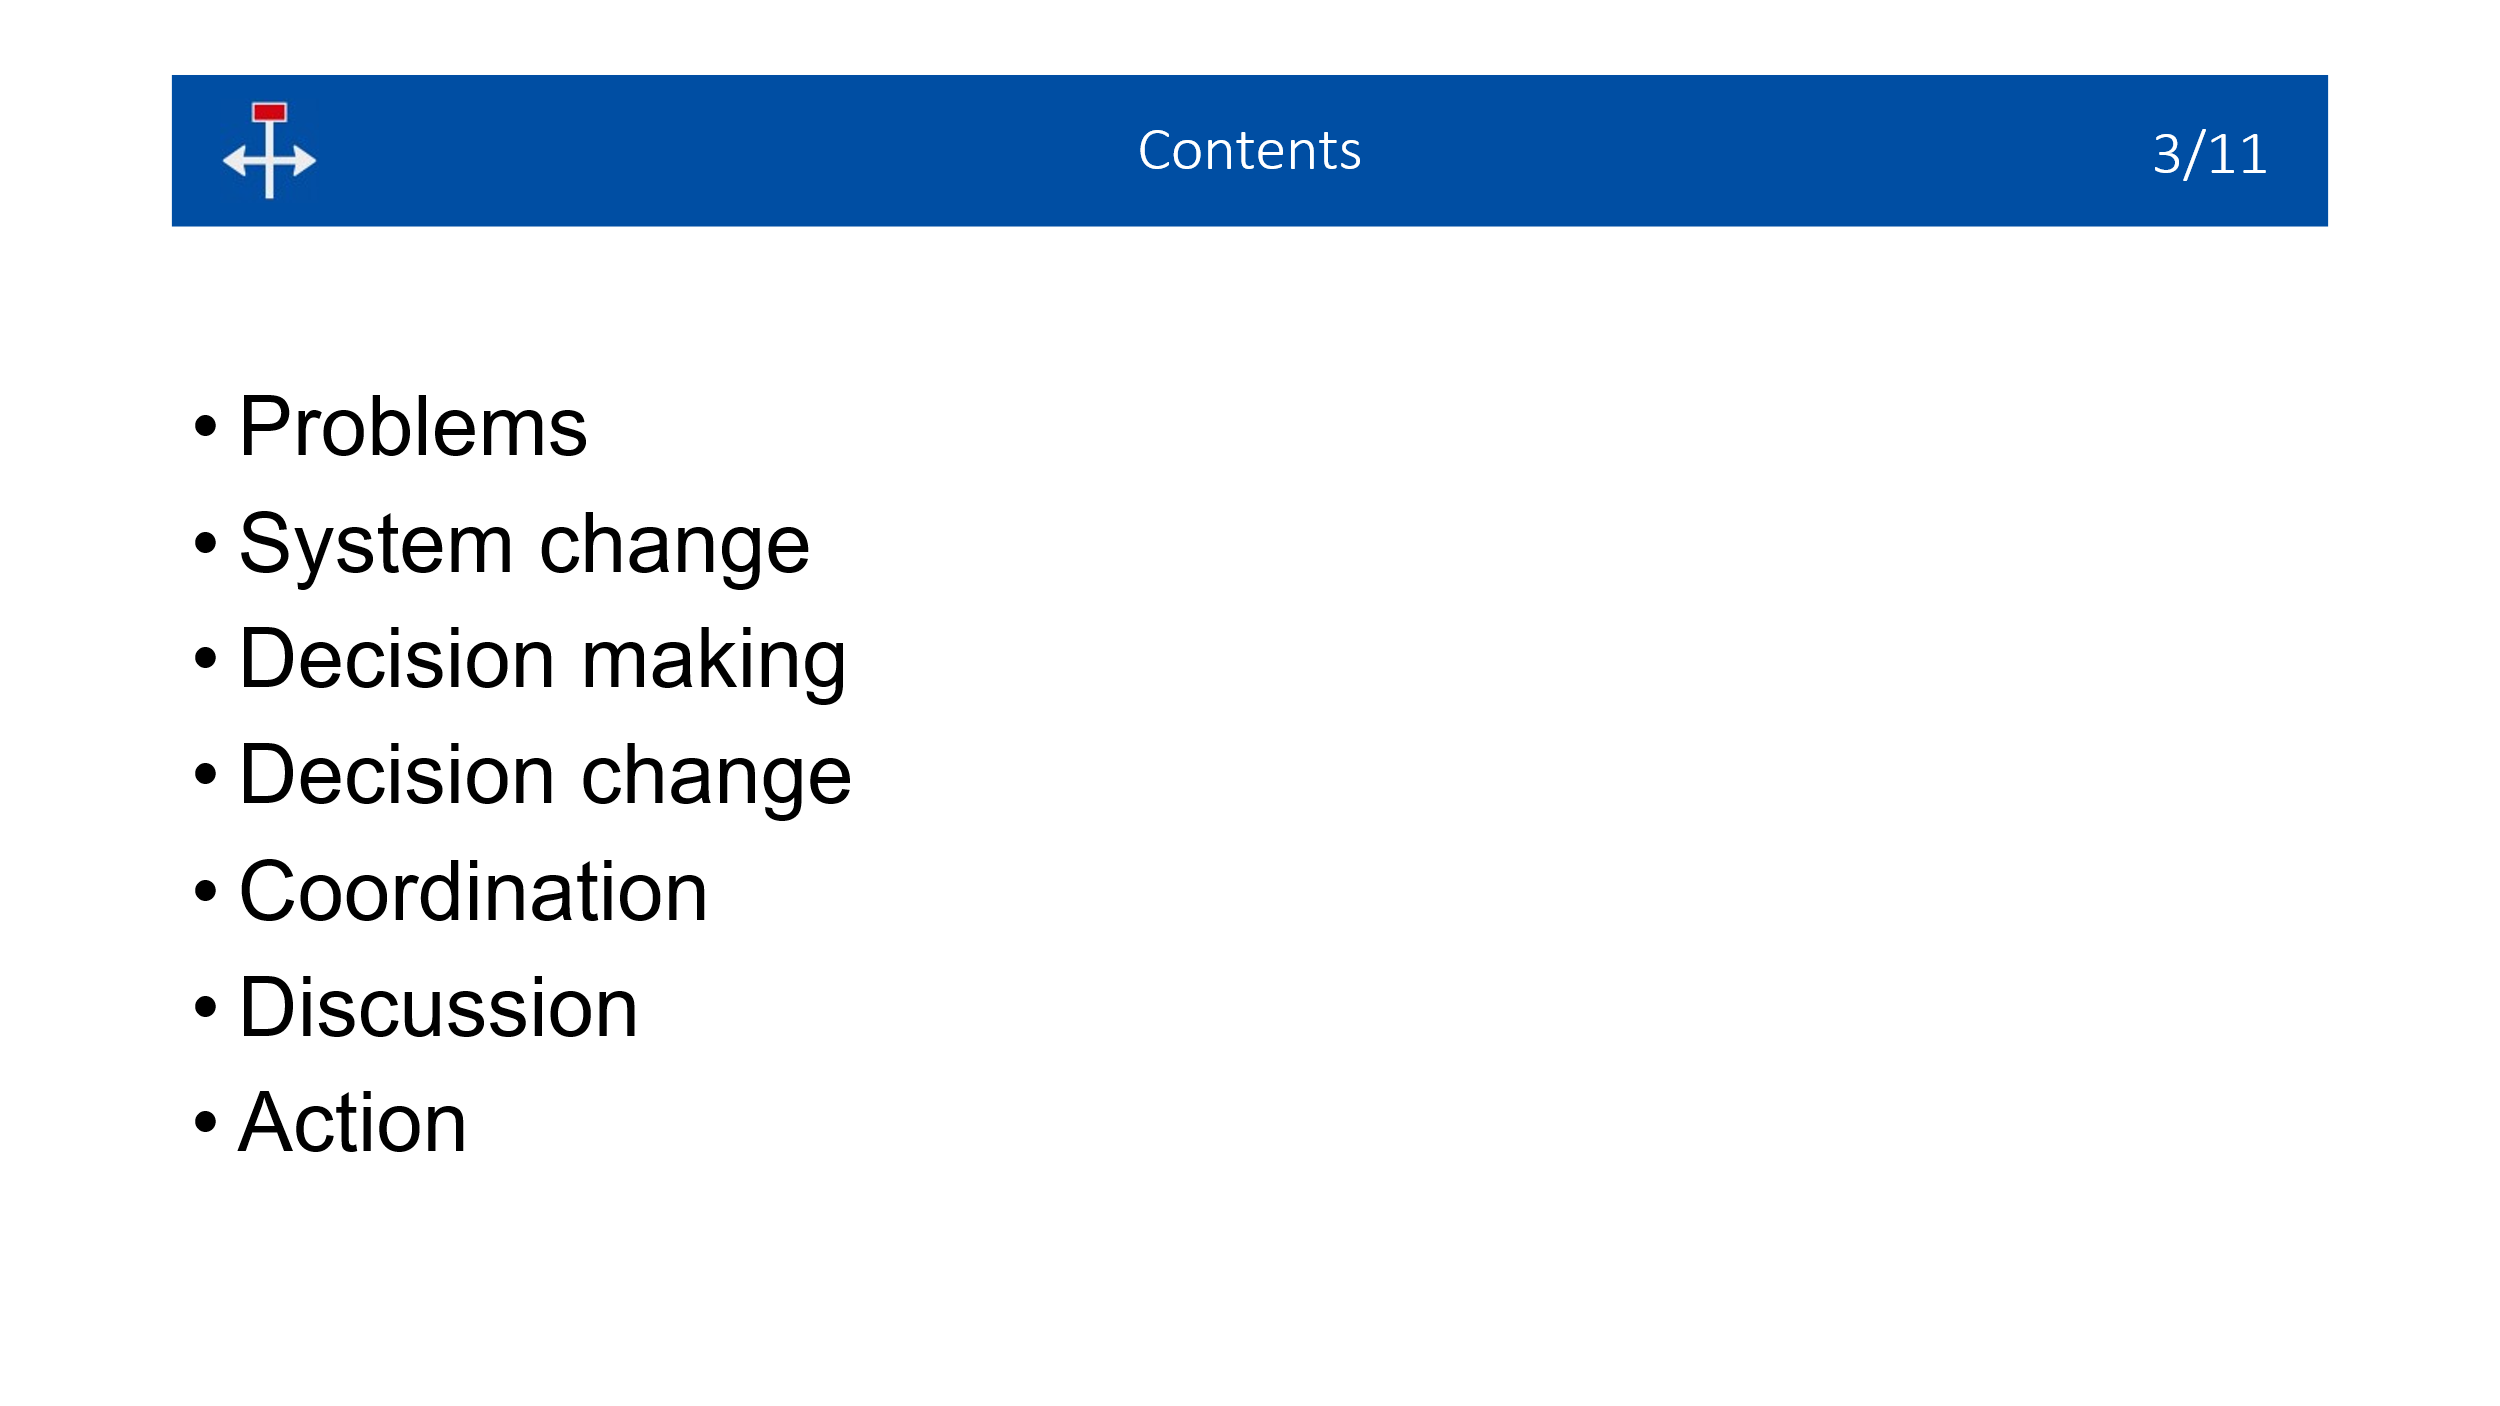 Contents
3/11
• Problems
• System change
• Decision making
• Decision change
• Coordination
• Discussion
• Action